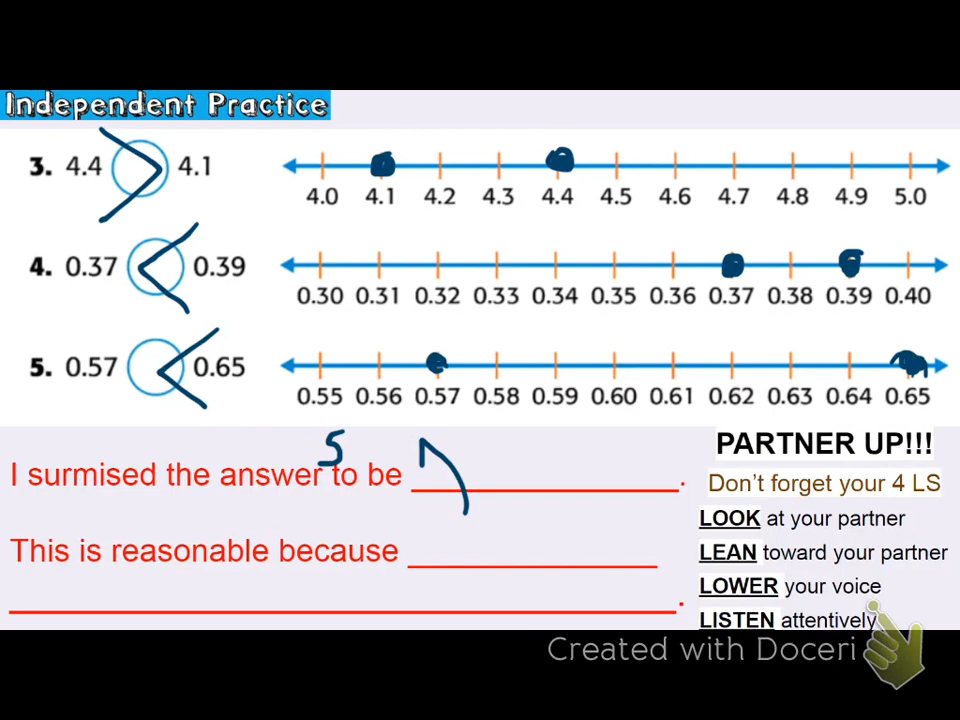 Independent Practice
3. 4.4 > 4.1
4.0 4.1 4.2 4.3 4.4 4.5 4.6 4.7 4.8 4.9 5.0
4. 0.37 < 0.39
0.30 0.31 0.32 0.33 0.34 0.35 0.36 0.37 0.38 0.39 0.40
5. 0.57 < 0.65
0.55 0.56 0.57 0.58 0.59 0.60 0.61 0.62 0.63 0.64 0.65
5
I surmised the answer to be ______________.
This is reasonable because ______________
______________.
PARTNER UP!!!
Don't forget your 4 LS
LOOK at your partner
LEAN toward your partner
LOWER your voice
LISTEN attentively
Created with Doceri